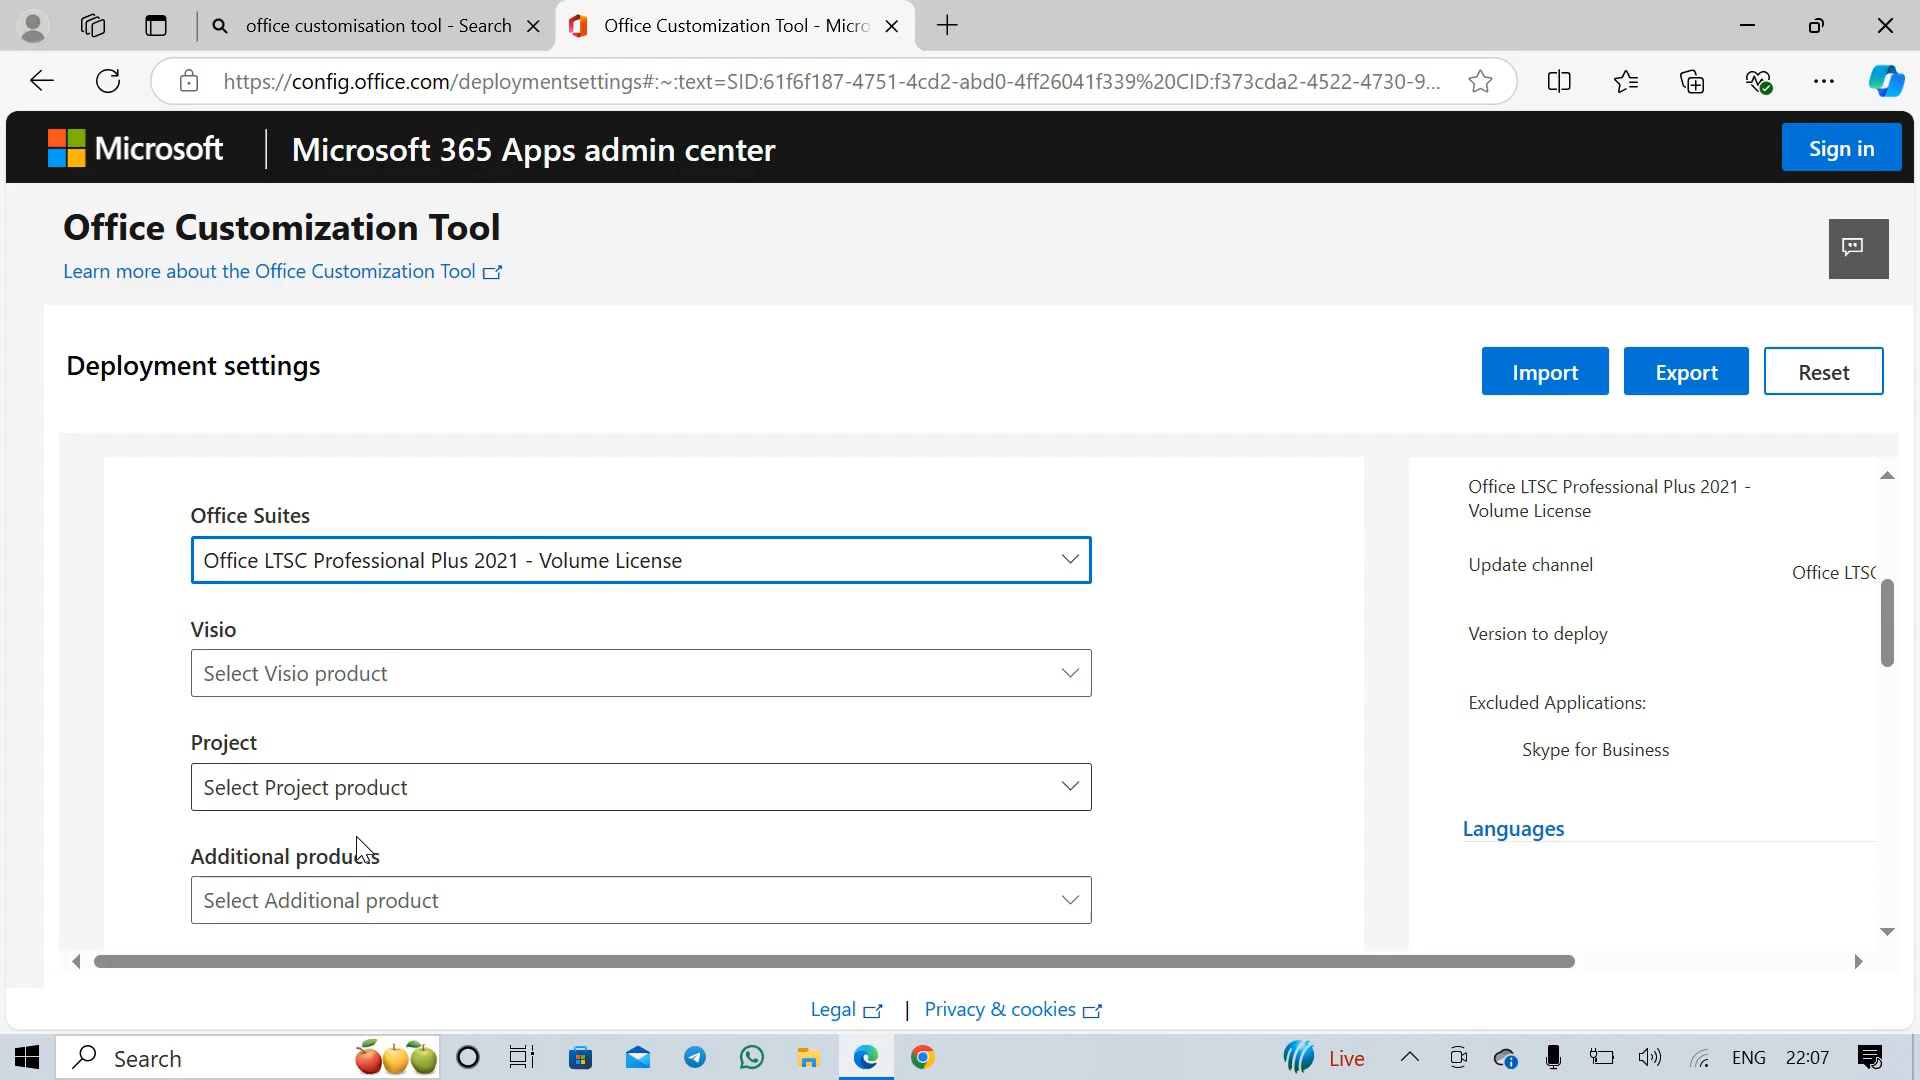 office customisation tool - Search
Office Customization Tool - Micro
https://config.office.com/deploymentsettings#:~:text=SID:61f6f187-4751-4cd2-abd0-4ff26041f339%20CID:f373cda2-4522-4730-9...
Microsoft | Microsoft 365 Apps admin center
Sign in
Office Customization Tool
Learn more about the Office Customization Tool
Deployment settings
Import
Export
Reset
Office Suites
Office LTSC Professional Plus 2021 - Volume License
Visio
Select Visio product
Project
Select Project product
Additional products
Select Additional product
Office LTSC Professional Plus 2021 -
Volume License
Update channel
Office LTSC
Version to deploy
Excluded Applications:
Skype for Business
Languages
Legal | Privacy & cookies
Search
Live
ENG
22:07